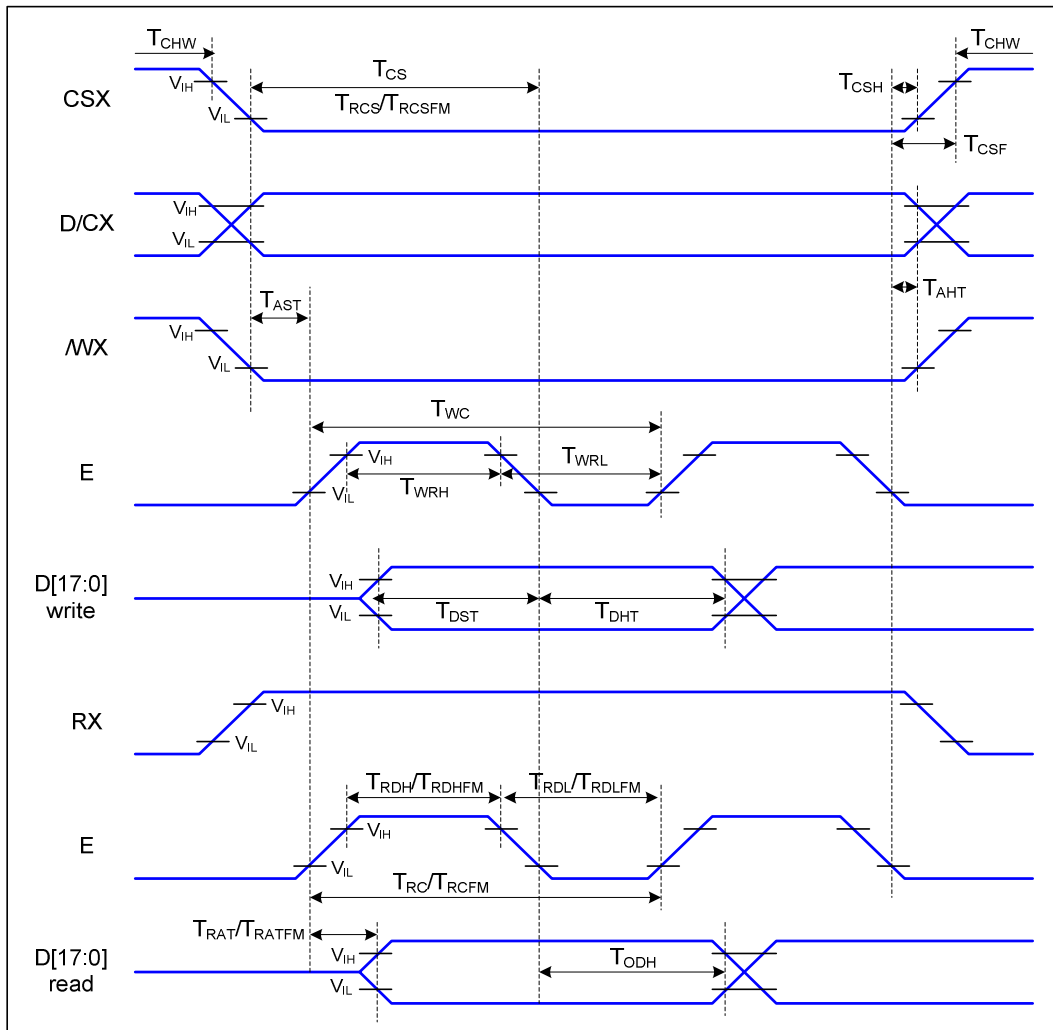 TCHW
TCHW
VIH
TCS
CSX
TCSH
VIL
TRCS/TRCSFM
TCSF
VIH
D/CX
VIL
TAST
TAHT
VIH
/WX
VIL
TWC
E
VIH
TWRL
TWRH
VIL
D[17:0]
write
VIH
VIL
TDST
TDHT
RX
VIH
VIL
TRDH/TRDHFM
TRDL/TRDLFM
E
VIH
VIL
TRC/TRCFM
TRAT/TRATFM
D[17:0]
read
VIH
VIL
TODH